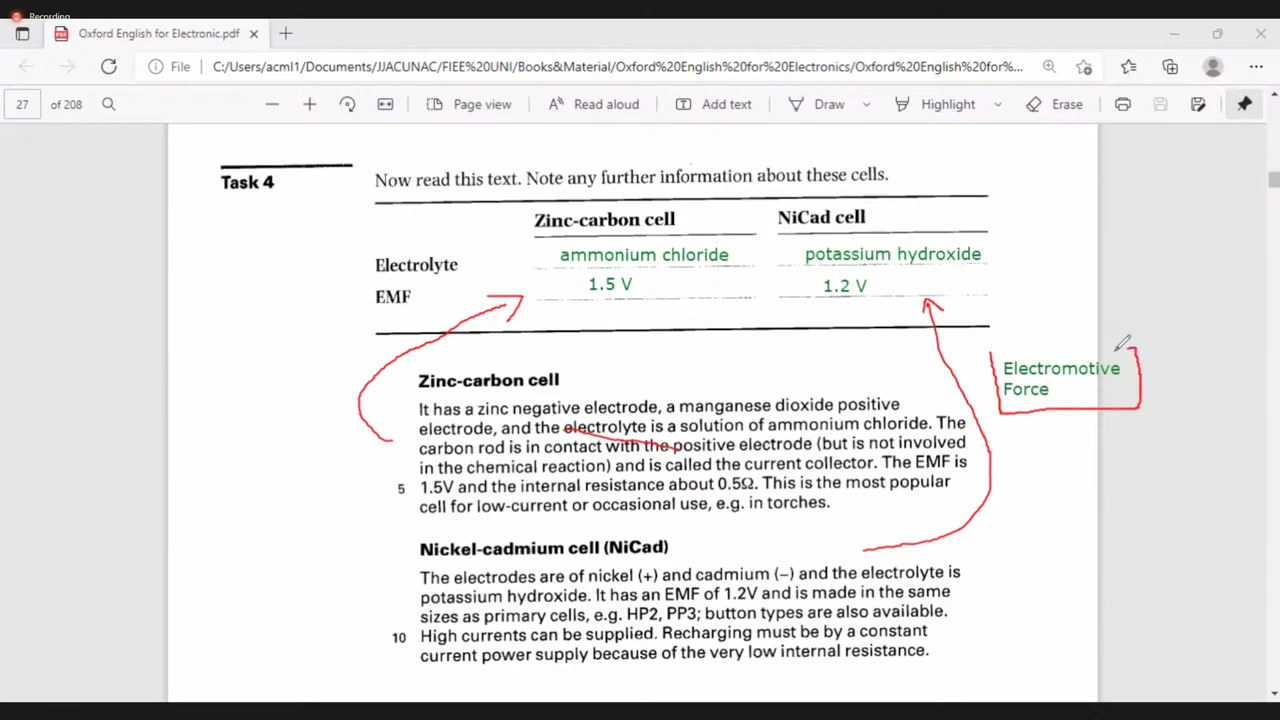 Recording
Oxford English for Electronic.pdf
File C:/Users/acml1/Documents/JJACUNAC/FIEE%20UNI/Books&Material/Oxford%20English%20for%20Electronics/Oxford%20English%20for%...
27 of 208 Page view Read aloud Add text Draw Highlight Erase
Task 4 Now read this text. Note any further information about these cells.
Zinc-carbon cell NiCad cell
Electrolyte ammonium chloride potassium hydroxide
EMF 1.5 V 1.2 V
Electromotive
Force
Zinc-carbon cell
It has a zinc negative electrode, a manganese dioxide positive
electrode, and the electrolyte is a solution of ammonium chloride. The
carbon rod is in contact with the positive electrode (but is not involved
in the chemical reaction) and is called the current collector. The EMF is
5 1.5V and the internal resistance about 0.5Ω. This is the most popular
cell for low-current or occasional use, e.g. in torches.
Nickel-cadmium cell (NiCad)
The electrodes are of nickel (+) and cadmium (−) and the electrolyte is
potassium hydroxide. It has an EMF of 1.2V and is made in the same
sizes as primary cells, e.g. HP2, PP3; button types are also available.
10 High currents can be supplied. Recharging must be by a constant
current power supply because of the very low internal resistance.